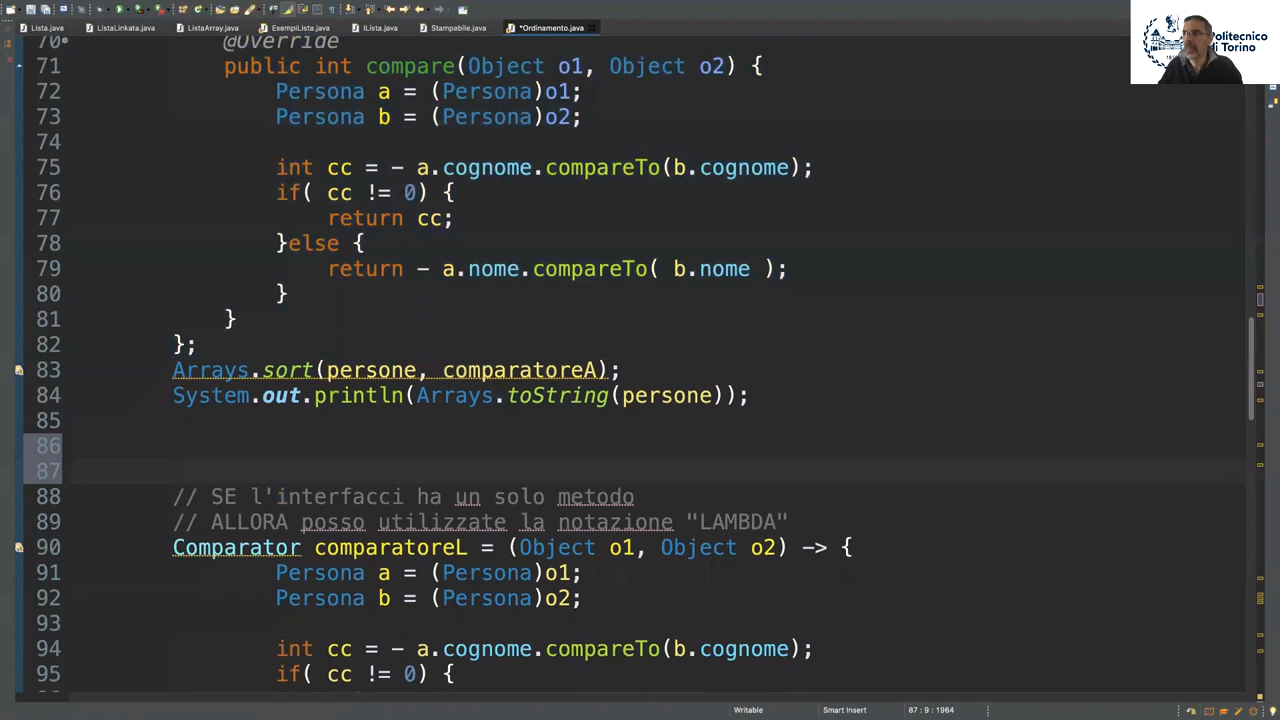 Lista.java ListaLinkata.java ListaArray.java EsempiLista.java IListа.java Stampabile.java *Ordinamento.java
Politecnico
di Torino
70 @Override
71 public int compare(Object o1, Object o2) {
72 Persona a = (Persona)o1;
73 Persona b = (Persona)o2;
74
75 int cc = - a.cognome.compareTo(b.cognome);
76 if( cc != 0) {
77 return cc;
78 }else {
79 return - a.nome.compareTo( b.nome );
80 }
81 }
82 };
83 Arrays.sort(persone, comparatoreA);
84 System.out.println(Arrays.toString(persone));
85
86
87
88 // SE l'interfacci ha un solo metodo
89 // ALLORA posso utilizzate la notazione "LAMBDA"
90 Comparator comparatoreL = (Object o1, Object o2) -> {
91 Persona a = (Persona)o1;
92 Persona b = (Persona)o2;
93
94 int cc = - a.cognome.compareTo(b.cognome);
95 if( cc != 0) {
Writable Smart Insert 87 : 9 : 1964